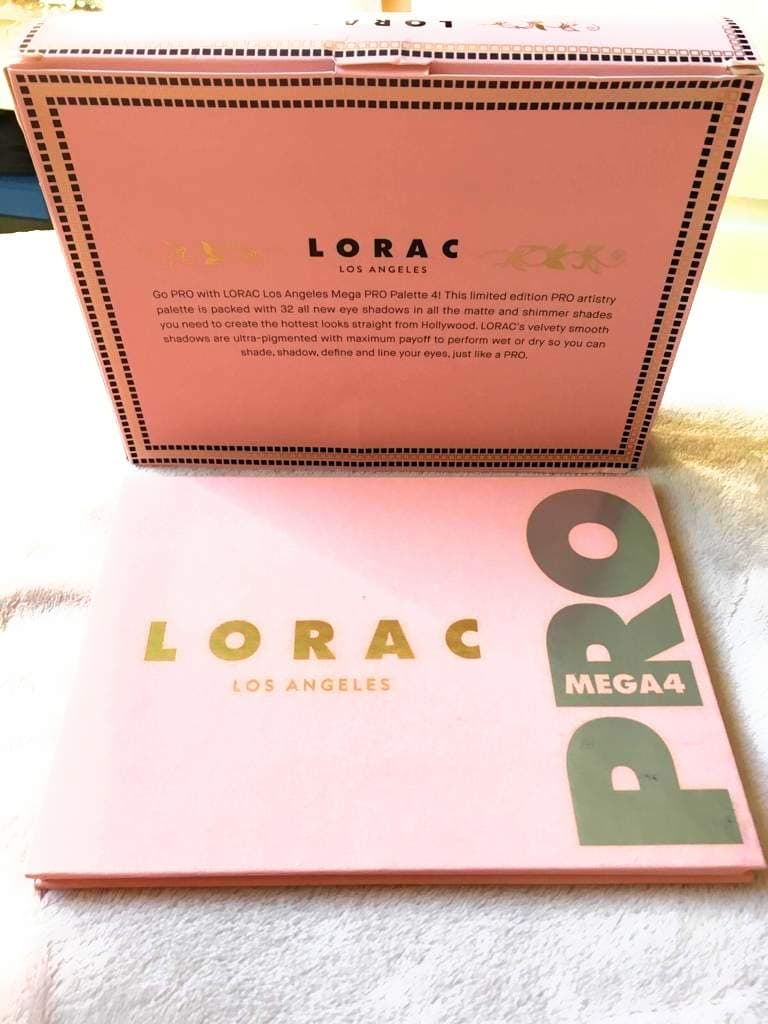 LORAC
LORAC
LOS ANGELES
Go PRO with LORAC Los Angeles Mega PRO Palette 4! This limited edition PRO artistry
palette is packed with 32 all new eye shadows in all the matte and shimmer shades
you need to create the hottest looks straight from Hollywood. LORAC's velvety smooth
shadows are ultra-pigmented with maximum payoff to perform wet or dry so you can
shade, shadow, define and line your eyes, just like a PRO.
LORAC
LOS ANGELES
PRO
MEGA4